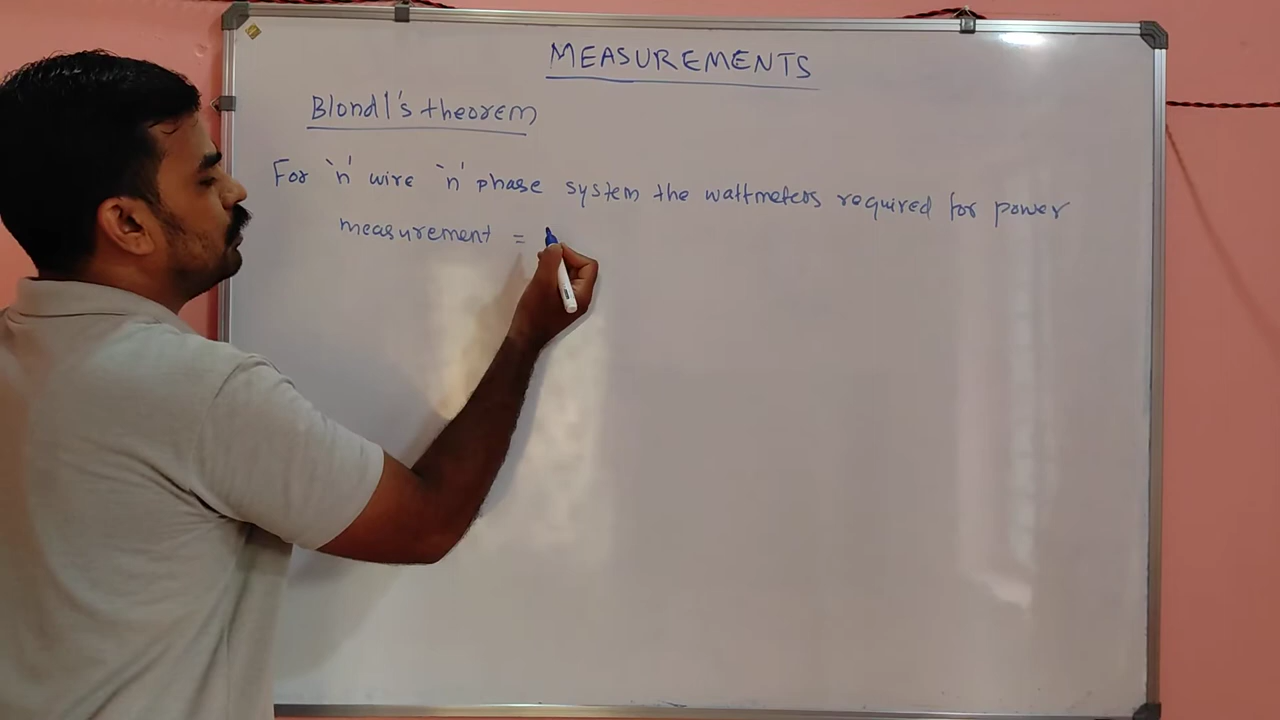 MEASUREMENTS
Blondl's theorem
For 'n' wire 'n' phase system the wattmeters required for power
measurement =